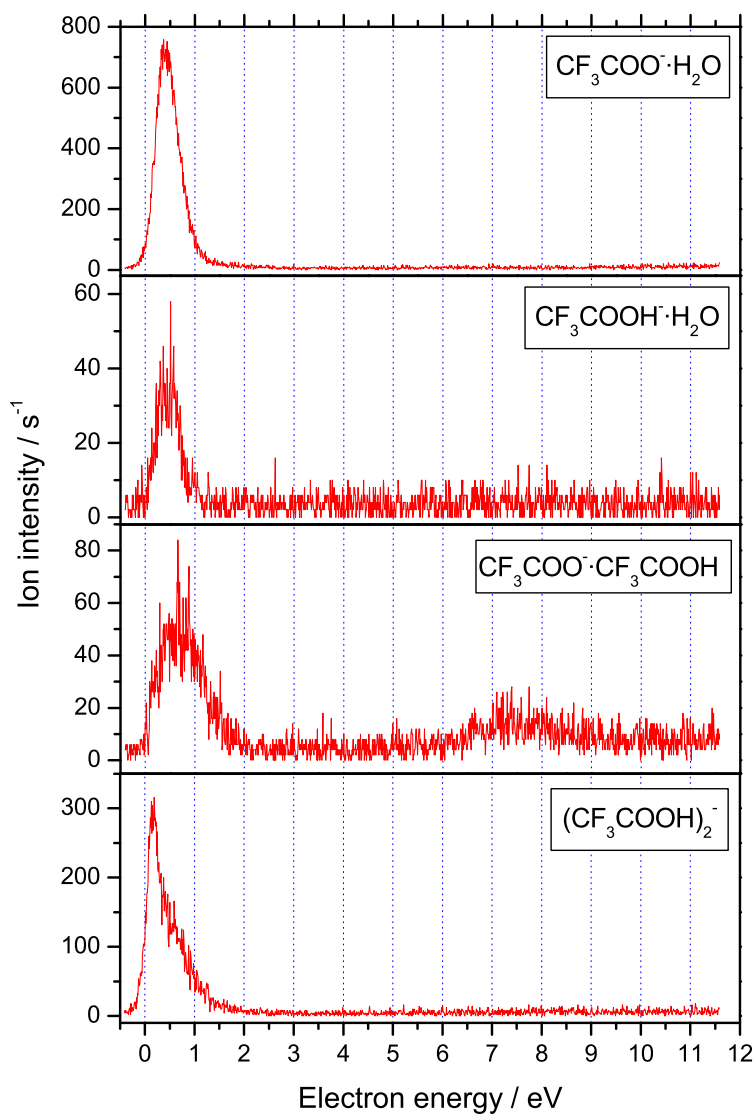 800
600
400
200
0
CF₃COO⁻·H₂O
60
40
20
0
CF₃COOH⁻·H₂O
80
60
40
20
0
CF₃COO⁻·CF₃COOH
300
200
100
0
(CF₃COOH)₂⁻
Ion intensity / s⁻¹
0 1 2 3 4 5 6 7 8 9 10 11 12
Electron energy / eV